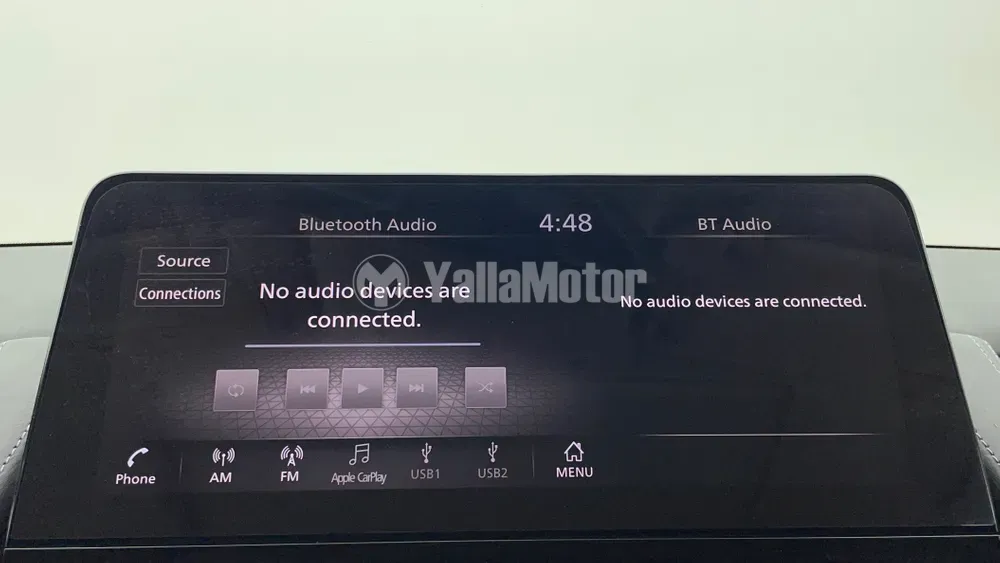 Bluetooth Audio
4:48
BT Audio
Source
Connections
No audio devices are
connected.
YallaMotor
No audio devices are connected.
Phone
AM
FM
Apple CarPlay
USB1
USB2
MENU